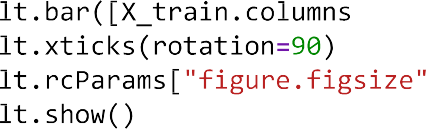 lt.bar([X_train.columns
lt.xticks(rotation=90)
lt.rcParams["figure.figsize"
lt.show()